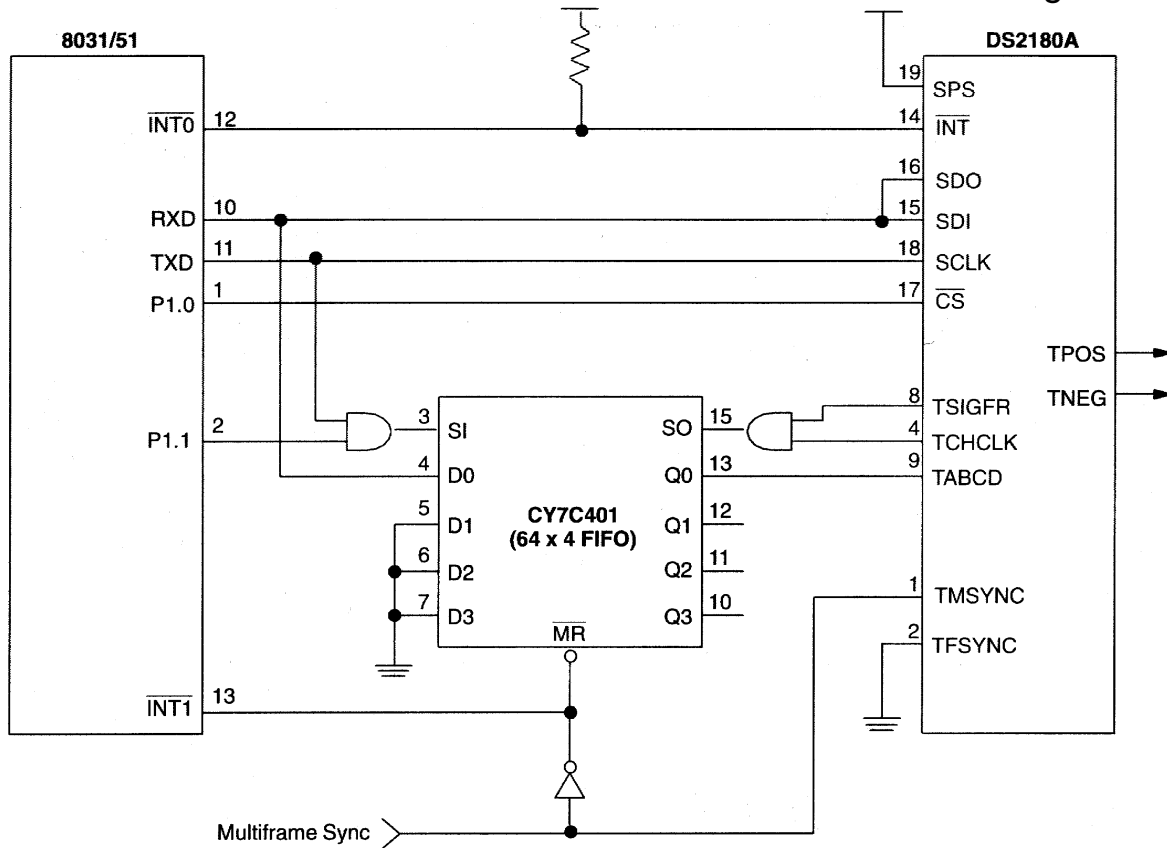 g
8031/51
DS2180A
19
SPS
INT0
12
14
INT
16
SDO
RXD
10
15
SDI
TXD
11
18
SCLK
P1.0
1
17
CS
TPOS
TNEG
8
TSIGFR
4
TCHCLK
9
TABCD
P1.1
2
3
SI
SO
15
4
D0
Q0
13
5
D1
CY7C401
(64 x 4 FIFO)
Q1
12
6
D2
Q2
11
7
D3
Q3
10
MR
1
TMSYNC
2
TFSYNC
INT1
13
Multiframe Sync